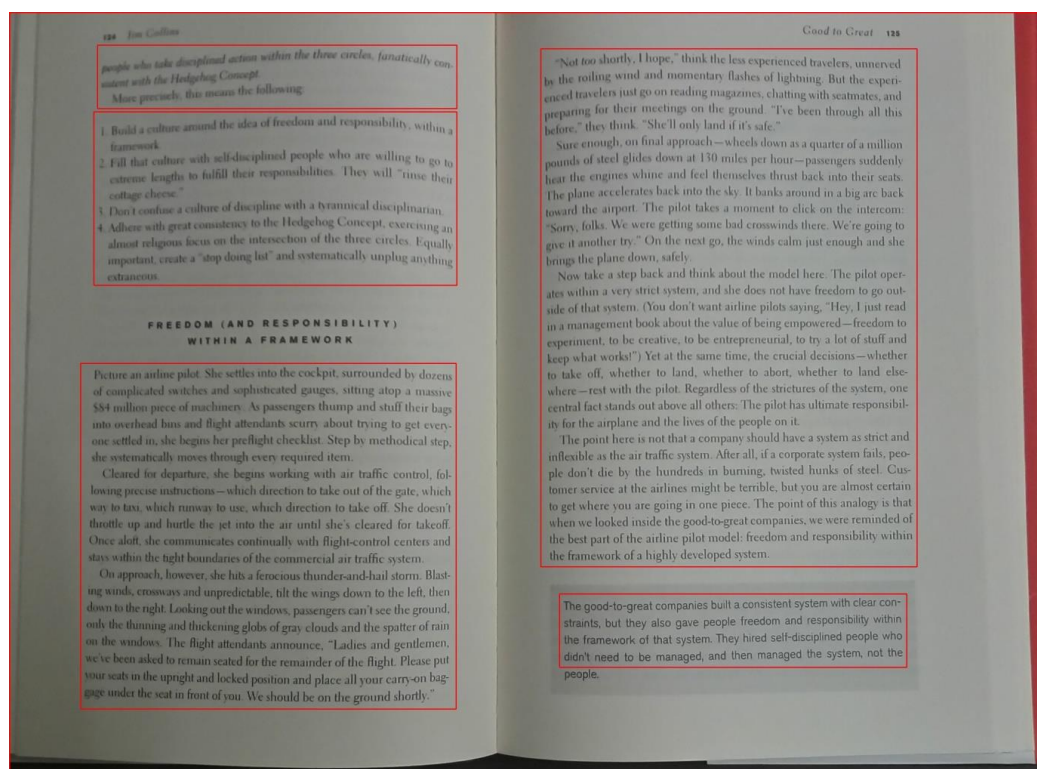 124 Jim Collins
people who take disciplined action within the three circles, fanatically con-
sistent with the Hedgehog Concept.
More precisely, this means the following:
1. Build a culture around the idea of freedom and responsibility, within a
framework.
2. Fill that culture with self-disciplined people who are willing to go to
extreme lengths to fulfill their responsibilities. They will "rinse their
cottage cheese."
3. Don't confuse a culture of discipline with a tyrannical disciplinarian.
4. Adhere with great consistency to the Hedgehog Concept, exercising an
almost religious focus on the intersection of the three circles. Equally
important, create a "stop doing list" and systematically unplug anything
extraneous.
FREEDOM (AND RESPONSIBILITY)
WITHIN A FRAMEWORK
Picture an airline pilot. She settles into the cockpit, surrounded by dozens
of complicated switches and sophisticated gauges, sitting atop a massive
$84 million piece of machinery. As passengers thump and stuff their bags
into overhead bins and flight attendants scurry about trying to get every-
one settled in, she begins her preflight checklist. Step by methodical step,
she systematically moves through every required item.
Cleared for departure, she begins working with air traffic control, fol-
lowing precise instructions—which direction to take out of the gate, which
way to taxi, which runway to use, which direction to take off. She doesn't
throttle up and hurtle the jet into the air until she's cleared for takeoff.
Once aloft, she communicates continually with flight-control centers and
stays within the tight boundaries of the commercial air traffic system.
On approach, however, she hits a ferocious thunder-and-hail storm. Blast-
ing winds, crossways and unpredictable, tilt the wings down to the left, then
down to the right. Looking out the windows, passengers can't see the ground,
only the thinning and thickening globs of gray clouds and the spatter of rain
on the windows. The flight attendants announce, "Ladies and gentlemen,
we've been asked to remain seated for the remainder of the flight. Please put
your seats in the upright and locked position and place all your carry-on bag-
gage under the seat in front of you. We should be on the ground shortly."
Good to Great 125
"Not too shortly, I hope," think the less experienced travelers, unnerved
by the roiling wind and momentary flashes of lightning. But the experi-
enced travelers just go on reading magazines, chatting with seatmates, and
preparing for their meetings on the ground. "I've been through all this
before," they think. "She'll only land if it's safe."
Sure enough, on final approach—wheels down as a quarter of a million
pounds of steel glides down at 130 miles per hour—passengers suddenly
hear the engines whine and feel themselves thrust back into their seats.
The plane accelerates back into the sky. It banks around in a big arc back
toward the airport. The pilot takes a moment to click on the intercom:
"Sorry, folks. We were getting some bad crosswinds there. We're going to
give it another try." On the next go, the winds calm just enough and she
brings the plane down, safely.
Now take a step back and think about the model here. The pilot oper-
ates within a very strict system, and she does not have freedom to go out-
side of that system. (You don't want airline pilots saying, "Hey, I just read
in a management book about the value of being empowered—freedom to
experiment, to be creative, to be entrepreneurial, to try a lot of stuff and
keep what works!") Yet at the same time, the crucial decisions—whether
to take off, whether to land, whether to abort, whether to land else-
where—rest with the pilot. Regardless of the strictures of the system, one
central fact stands out above all others: The pilot has ultimate responsibil-
ity for the airplane and the lives of the people on it.
The point here is not that a company should have a system as strict and
inflexible as the air traffic system. After all, if a corporate system fails, peo-
ple don't die by the hundreds in burning, twisted hunks of steel. Cus-
tomer service at the airlines might be terrible, but you are almost certain
to get where you are going in one piece. The point of this analogy is that
when we looked inside the good-to-great companies, we were reminded of
the best part of the airline pilot model: freedom and responsibility within
the framework of a highly developed system.
The good-to-great companies built a consistent system with clear con-
straints, but they also gave people freedom and responsibility within
the framework of that system. They hired self-disciplined people who
didn't need to be managed, and then managed the system, not the
people.